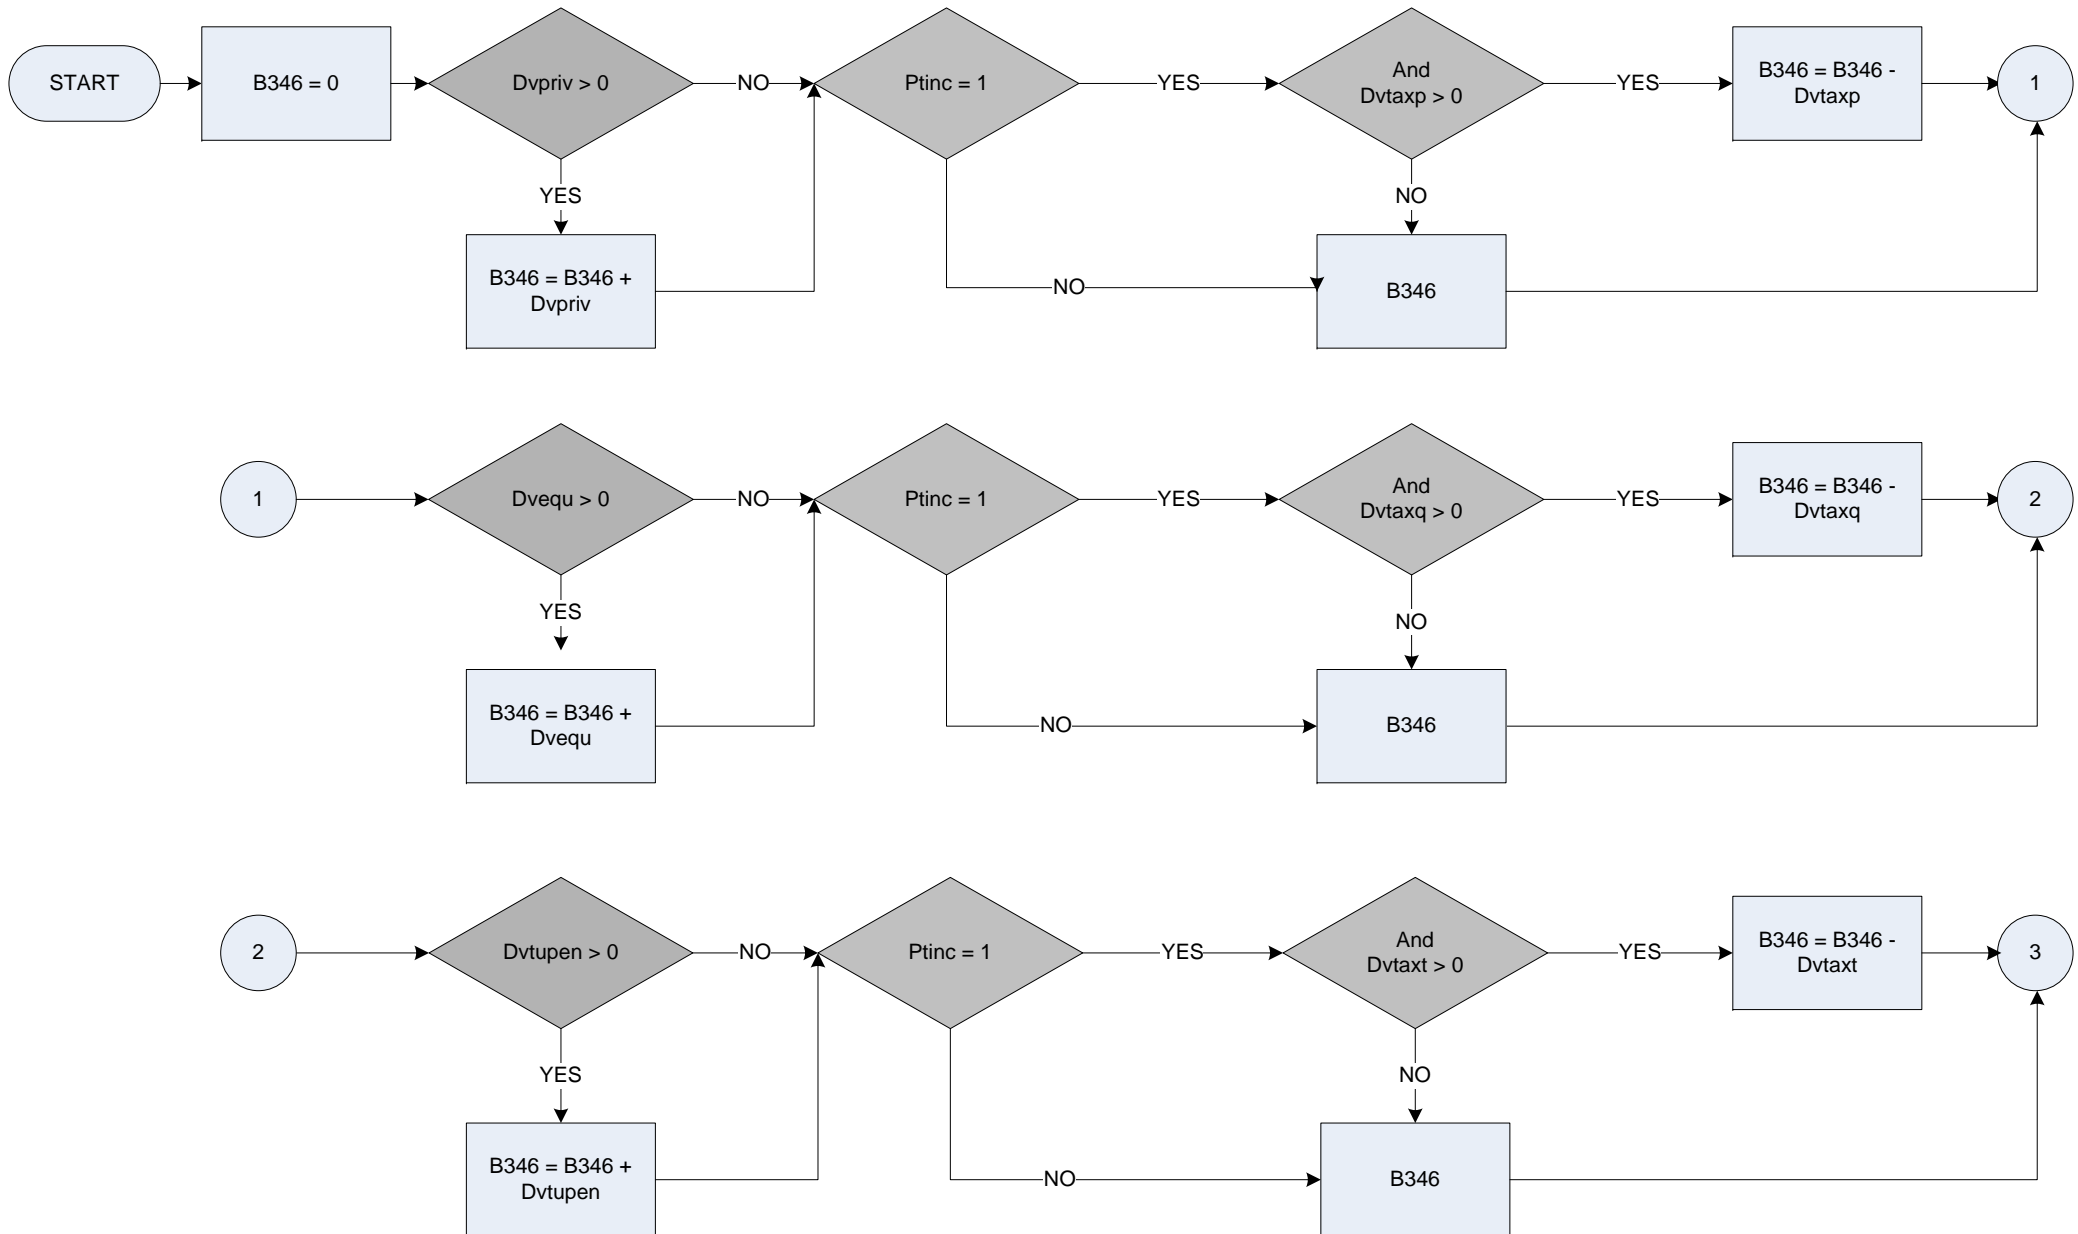 START
B346 = 0
Dvpriv > 0
NO
Ptinc = 1
YES
And
Dvtaxp > 0
YES
B346 = B346 -
Dvtaxp
1
YES
NO
B346 = B346 +
Dvpriv
NO
B346
1
Dvequ > 0
NO
Ptinc = 1
YES
And
Dvtaxq > 0
YES
B346 = B346 -
Dvtaxq
2
YES
NO
B346 = B346 +
Dvequ
NO
B346
2
Dvtupen > 0
NO
Ptinc = 1
YES
And
Dvtaxt > 0
YES
B346 = B346 -
Dvtaxt
3
YES
NO
B346 = B346 +
Dvtupen
NO
B346